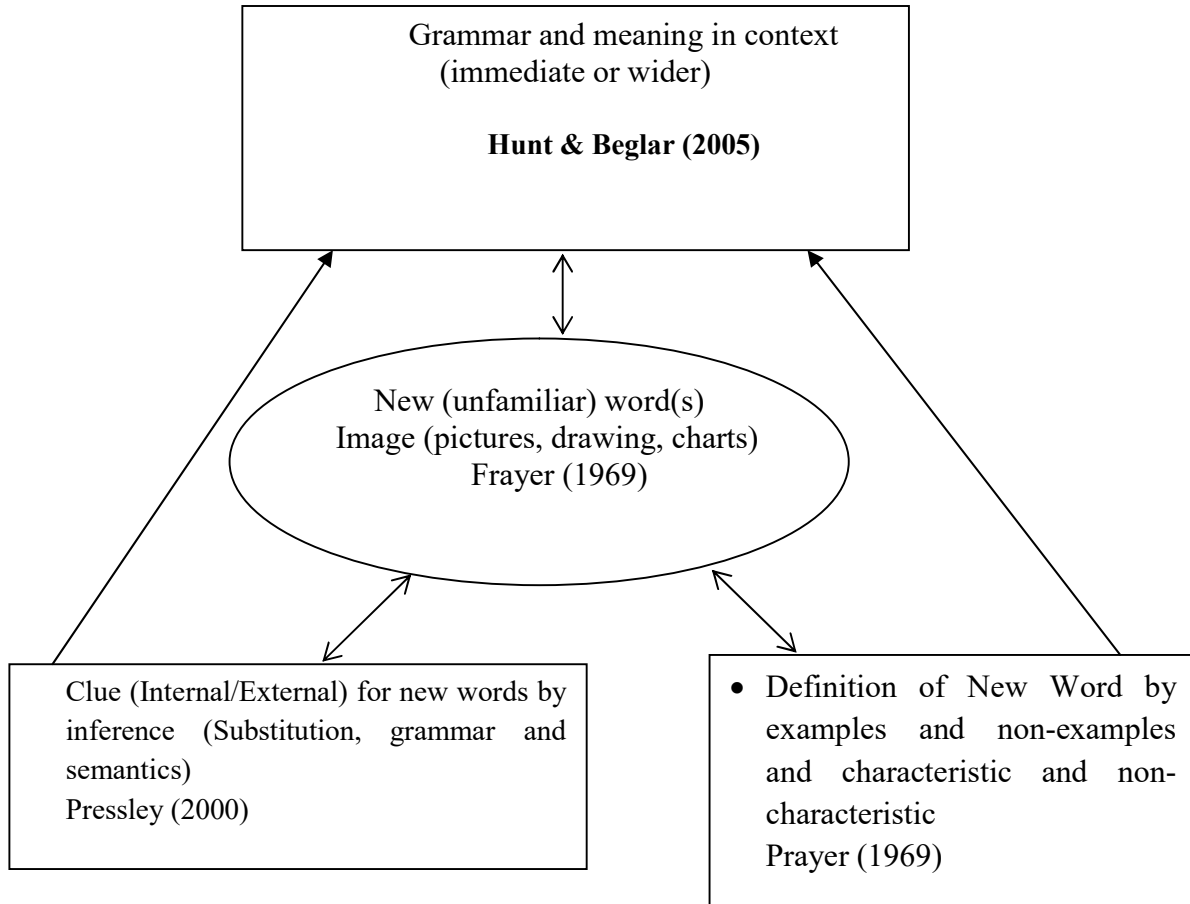 Grammar and meaning in context
(immediate or wider)
Hunt & Beglar (2005)
New (unfamiliar) word(s)
Image (pictures, drawing, charts)
Frayer (1969)
Clue (Internal/External) for new words by
inference (Substitution, grammar and
semantics)
Pressley (2000)
• Definition of New Word by
examples and non-examples
and characteristic and non-
characteristic
Prayer (1969)